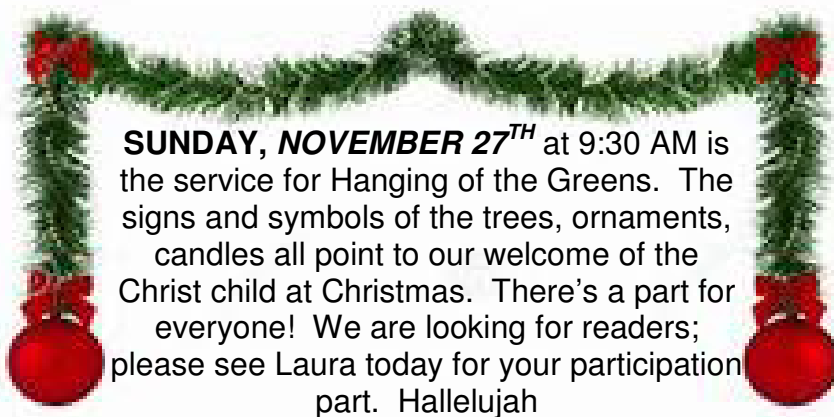 SUNDAY, NOVEMBER 27TH at 9:30 AM is
the service for Hanging of the Greens.  The
signs and symbols of the trees, ornaments,
candles all point to our welcome of the
Christ child at Christmas.  There’s a part for
everyone!  We are looking for readers;
please see Laura today for your participation
part.  Hallelujah